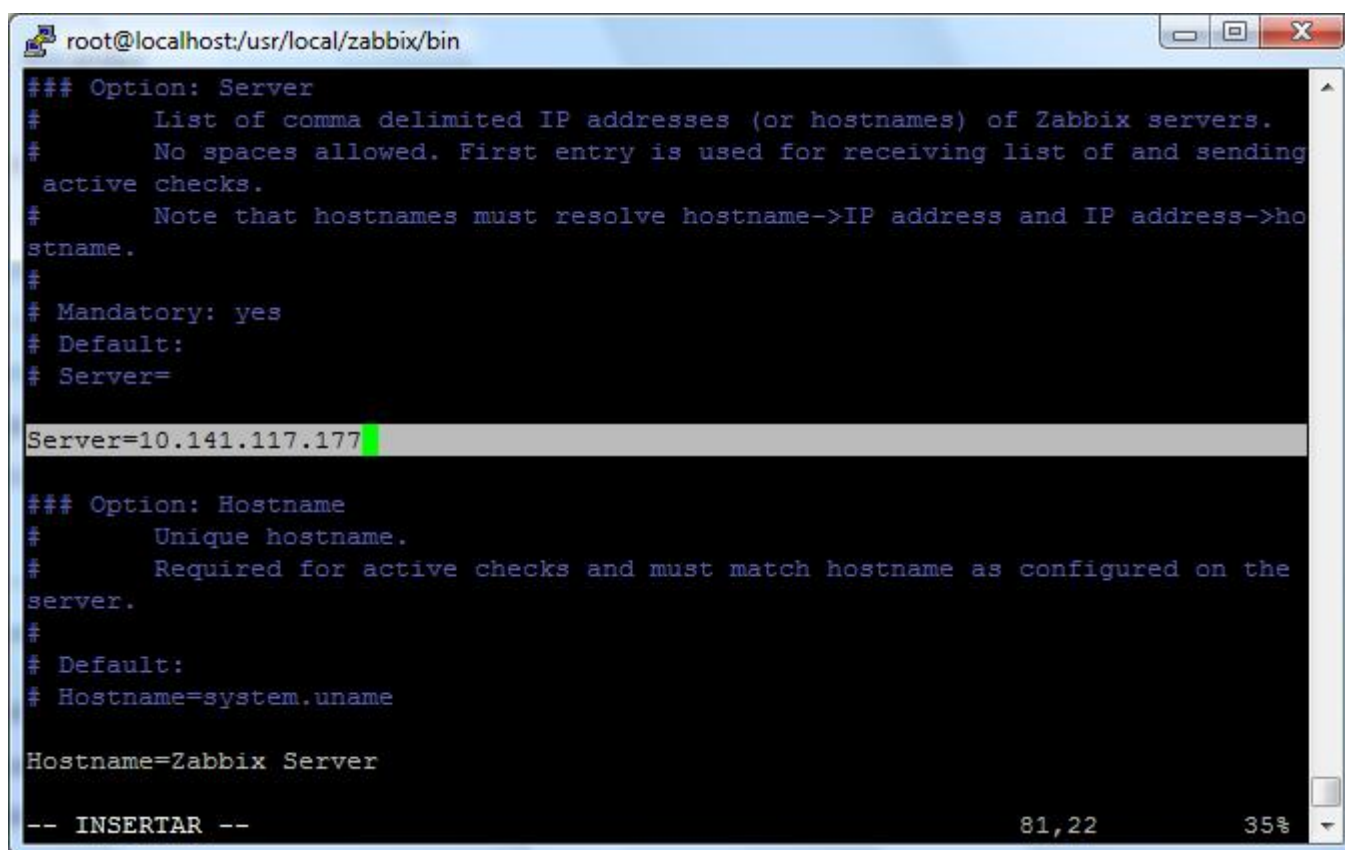 root@localhost:/usr/local/zabbix/bin
### Option: Server
#       List of comma delimited IP addresses (or hostnames) of Zabbix servers.
#       No spaces allowed. First entry is used for receiving list of and sending
 active checks.
#       Note that hostnames must resolve hostname->IP address and IP address->ho
stname.
#
# Mandatory: yes
# Default:
# Server=
Server=10.141.117.177
### Option: Hostname
#       Unique hostname.
#       Required for active checks and must match hostname as configured on the
server.
#
# Default:
# Hostname=system.uname
Hostname=Zabbix Server
-- INSERTAR -- 81,22 35%